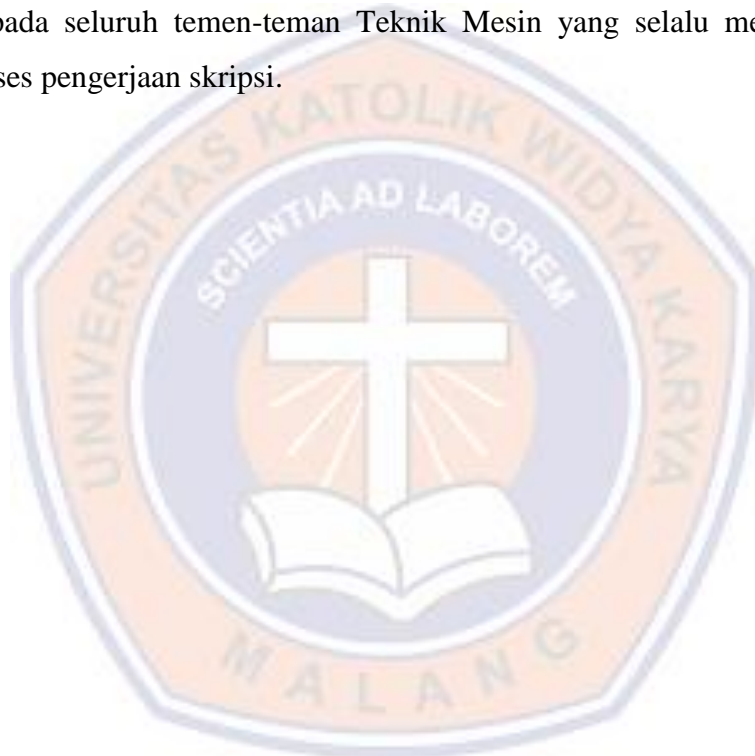 pada seluruh temen-teman Teknik Mesin yang selalu me
ses pengerjaan skripsi.
UNIVERSITAS KATOLIK WIDYA KARYA
SCIENTIA AD LABOREM
MALANG